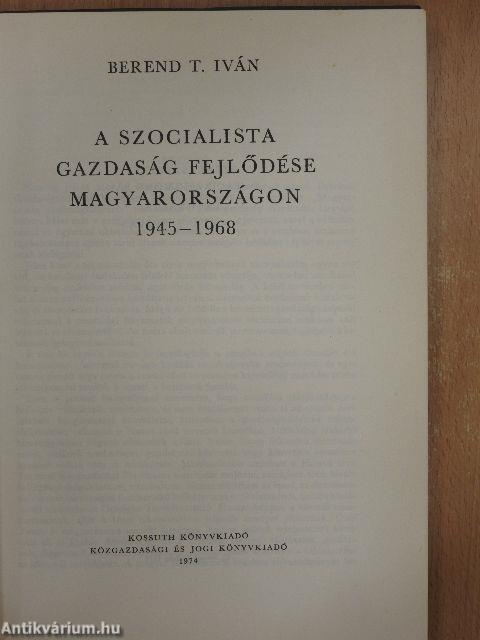 BEREND T. IVÁN
A SZOCIALISTA
GAZDASÁG FEJLŐDÉSE
MAGYARORSZÁGON
1945–1968
KOSSUTH KÖNYVKIADÓ
KÖZGAZDASÁGI ÉS JOGI KÖNYVKIADÓ
1974
Antikvárium.hu